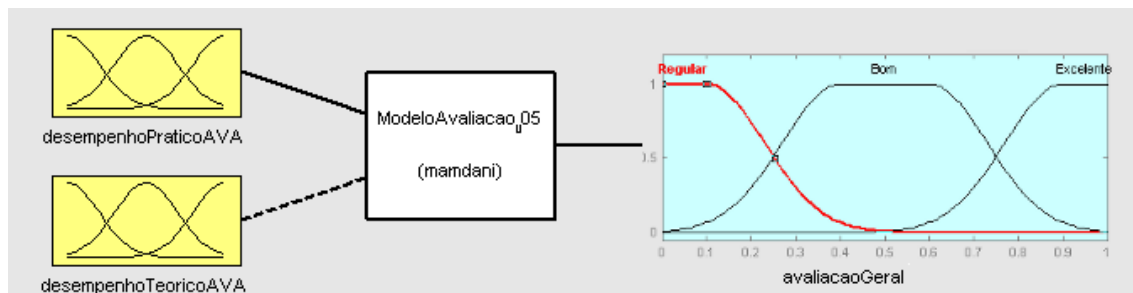 desempenhoPraticoAVA
desempenhoTeoricoAVA
ModeloAvaliacao_u05
(mamdani)
Regular
Bom
Excelente
1
0.5
0
0 0.1 0.2 0.3 0.4 0.5 0.6 0.7 0.8 0.9 1
avaliacaoGeral